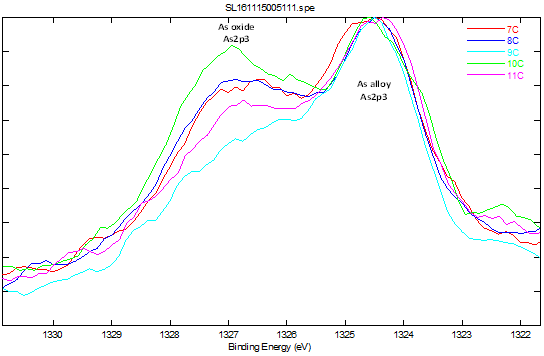 SL161115005111.spe
As oxide
As2p3
As alloy
As2p3
7C
8C
9C
10C
11C
1330 1329 1328 1327 1326 1325 1324 1323 1322
Binding Energy (eV)